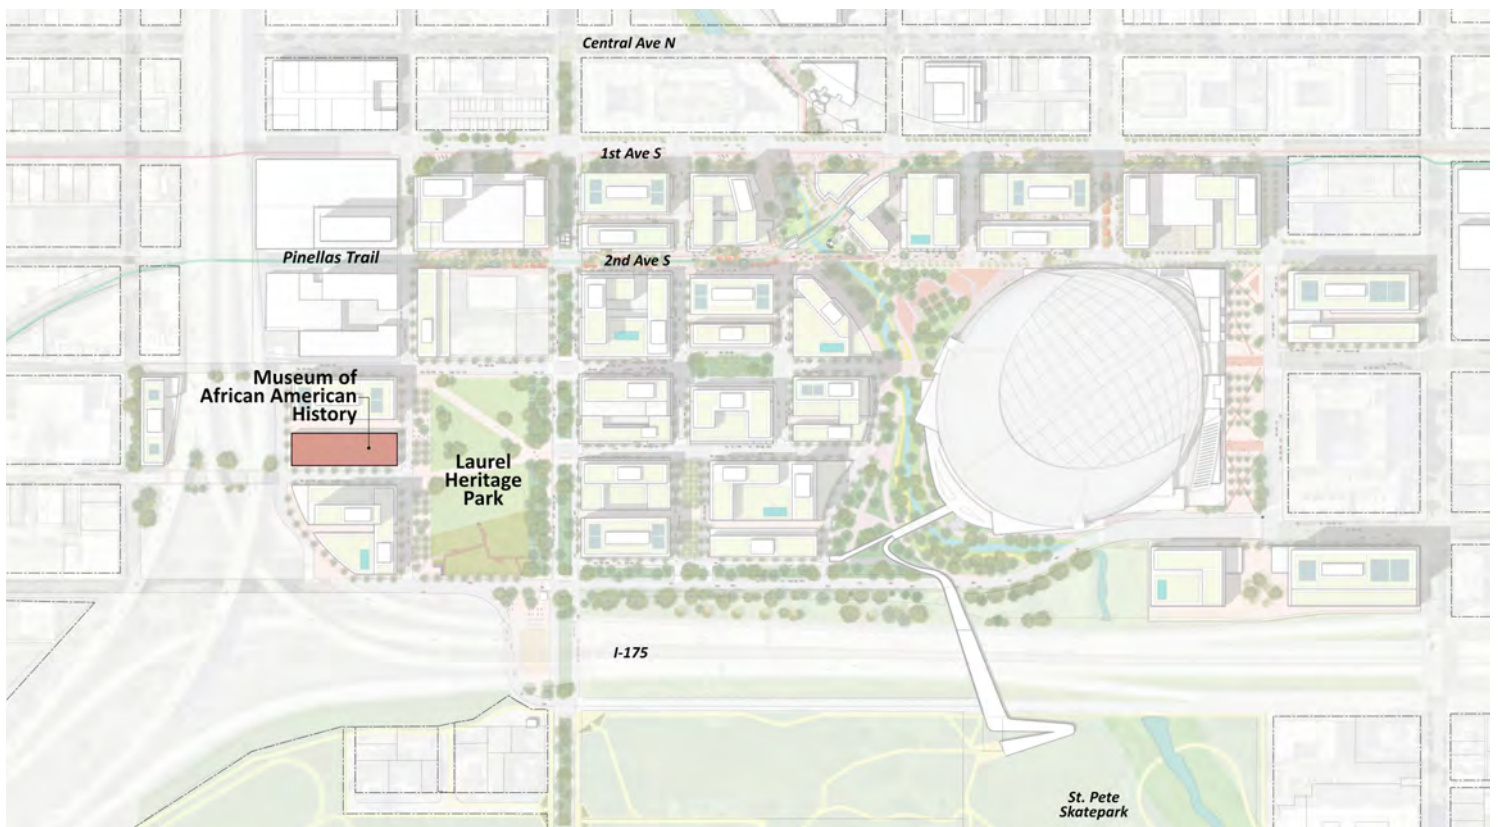 Central Ave N
1st Ave S
Pinellas Trail
2nd Ave S
Museum of
African American
History
Laurel
Heritage
Park
I-175
St. Pete
Skatepark